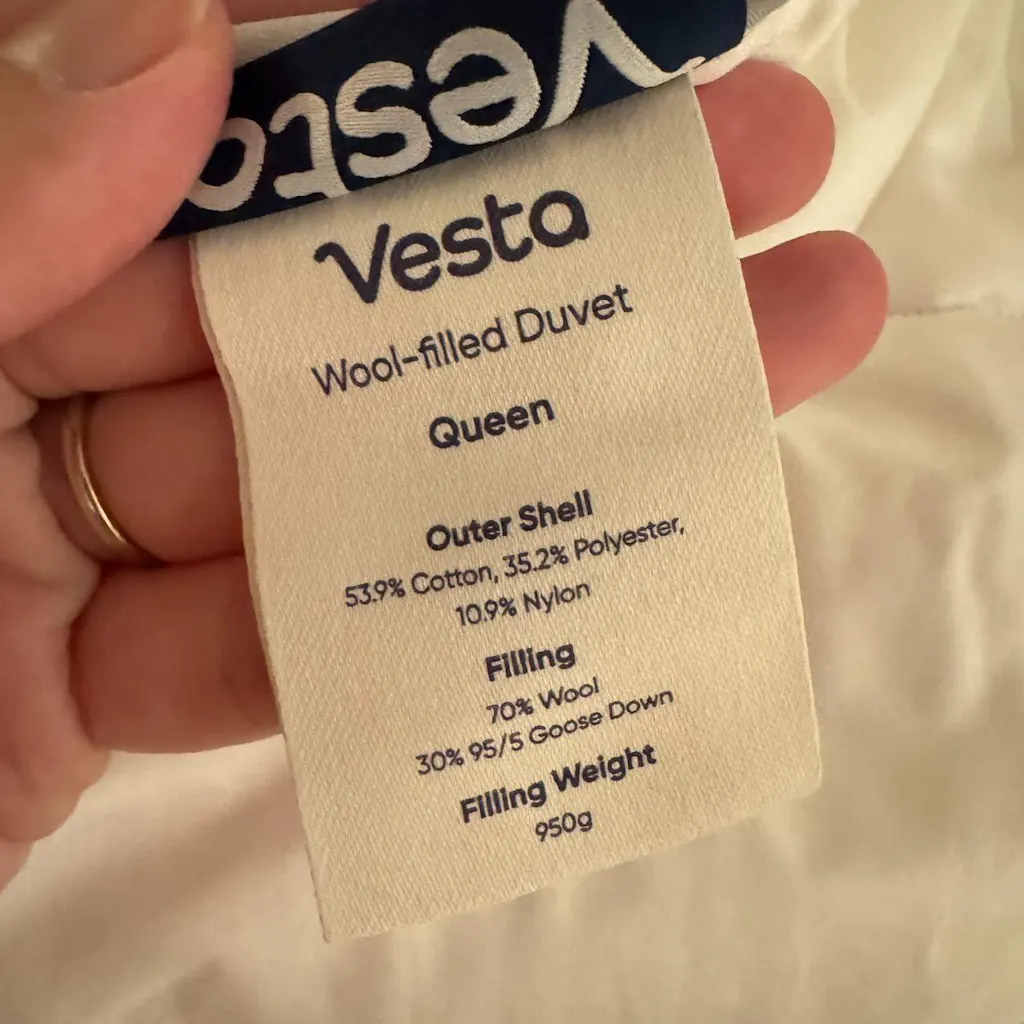 Vesta
Vesta
Wool-filled Duvet
Queen
Outer Shell
53.9% Cotton, 35.2% Polyester,
10.9% Nylon
Filling
70% Wool
30% 95/5 Goose Down
Filling Weight
950g